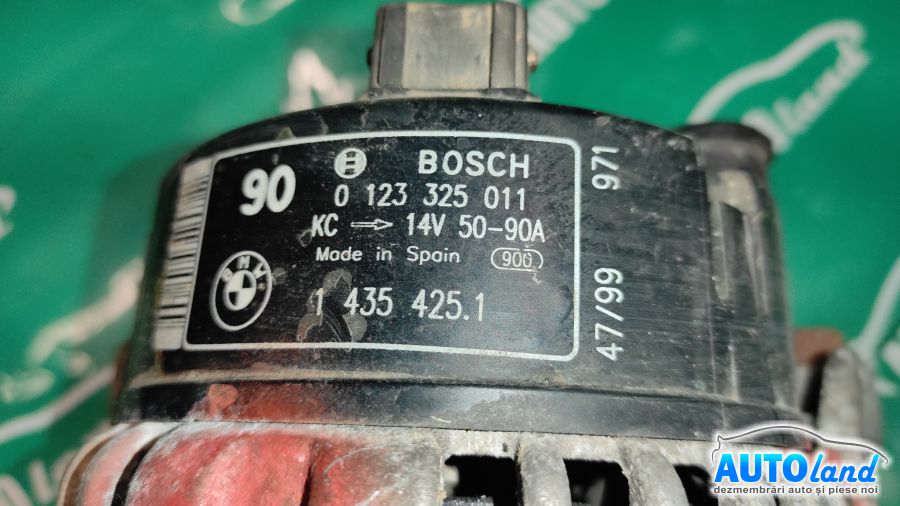 90 BOSCH
0 123 325 011
KC 14V 50-90A
Made in Spain 900
BMW
1 435 425.1
971
47/99
AUTOland
dezmembrări auto și piese noi